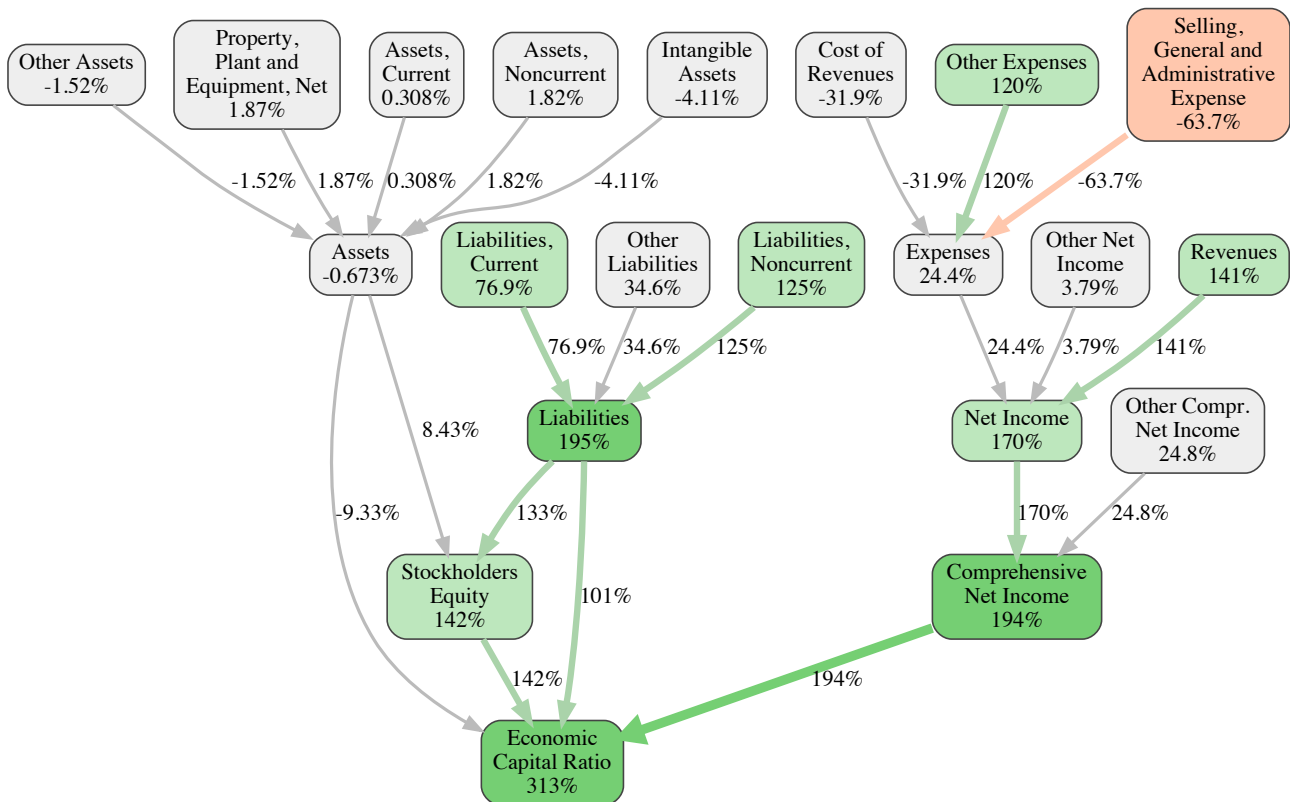 Other Assets
-1.52%
Property,
Plant and
Equipment, Net
1.87%
Assets,
Current
0.308%
Assets,
Noncurrent
1.82%
Intangible
Assets
-4.11%
Cost of
Revenues
-31.9%
Other Expenses
120%
Selling,
General and
Administrative
Expense
-63.7%
-1.52%
1.87%
0.308%
1.82%
-4.11%
-31.9%
120%
-63.7%
Assets
-0.673%
Liabilities,
Current
76.9%
Other
Liabilities
34.6%
Liabilities,
Noncurrent
125%
Expenses
24.4%
Other Net
Income
3.79%
Revenues
141%
76.9%
34.6%
125%
24.4%
3.79%
141%
8.43%
Liabilities
195%
Net Income
170%
Other Compr.
Net Income
24.8%
-9.33%
133%
170%
24.8%
Stockholders
Equity
142%
101%
Comprehensive
Net Income
194%
142%
194%
Economic
Capital Ratio
313%